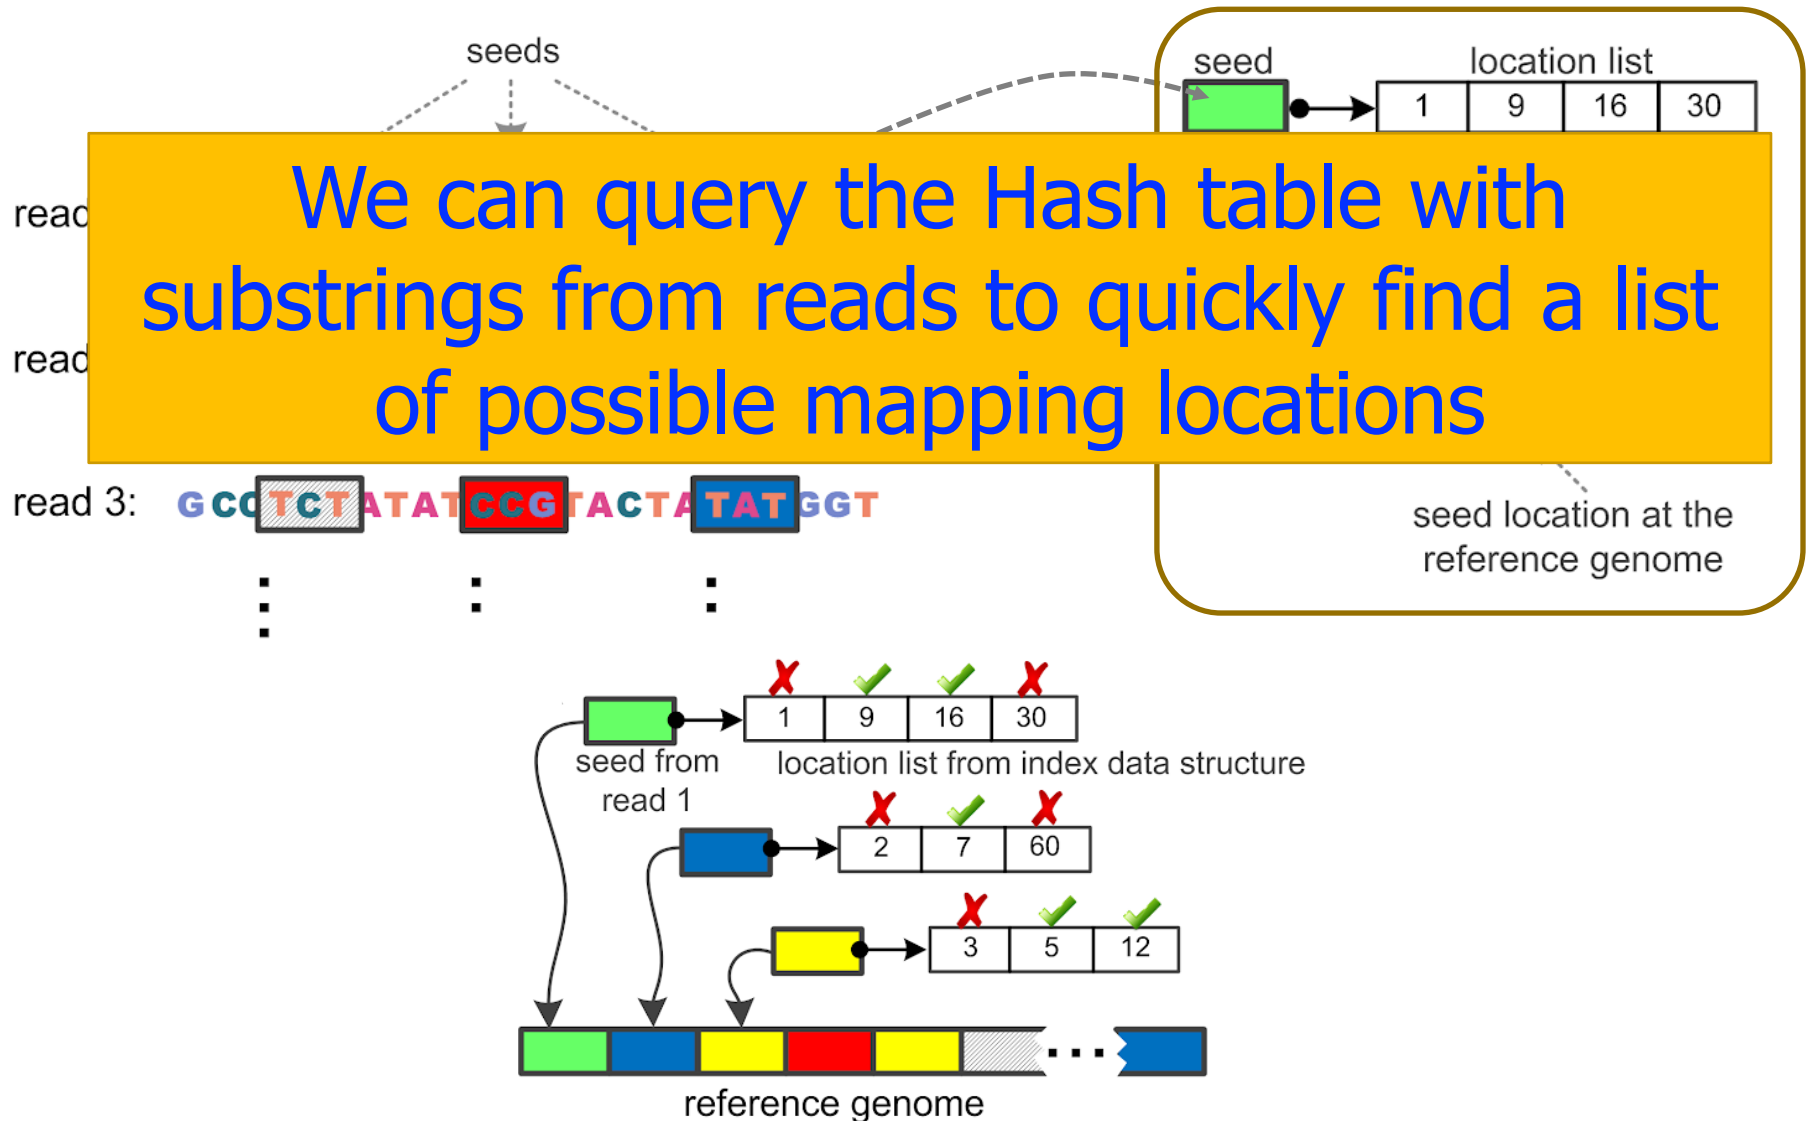 seeds
seed location list
1 9 16 30
We can query the Hash table with
substrings from reads to quickly find a list
of possible mapping locations
read
read
read 3: GCCTCTATATCCGTACTATATGGT
seed location at the
reference genome
1 9 16 30
seed from
read 1
location list from index data structure
2 7 60
3 5 12
reference genome